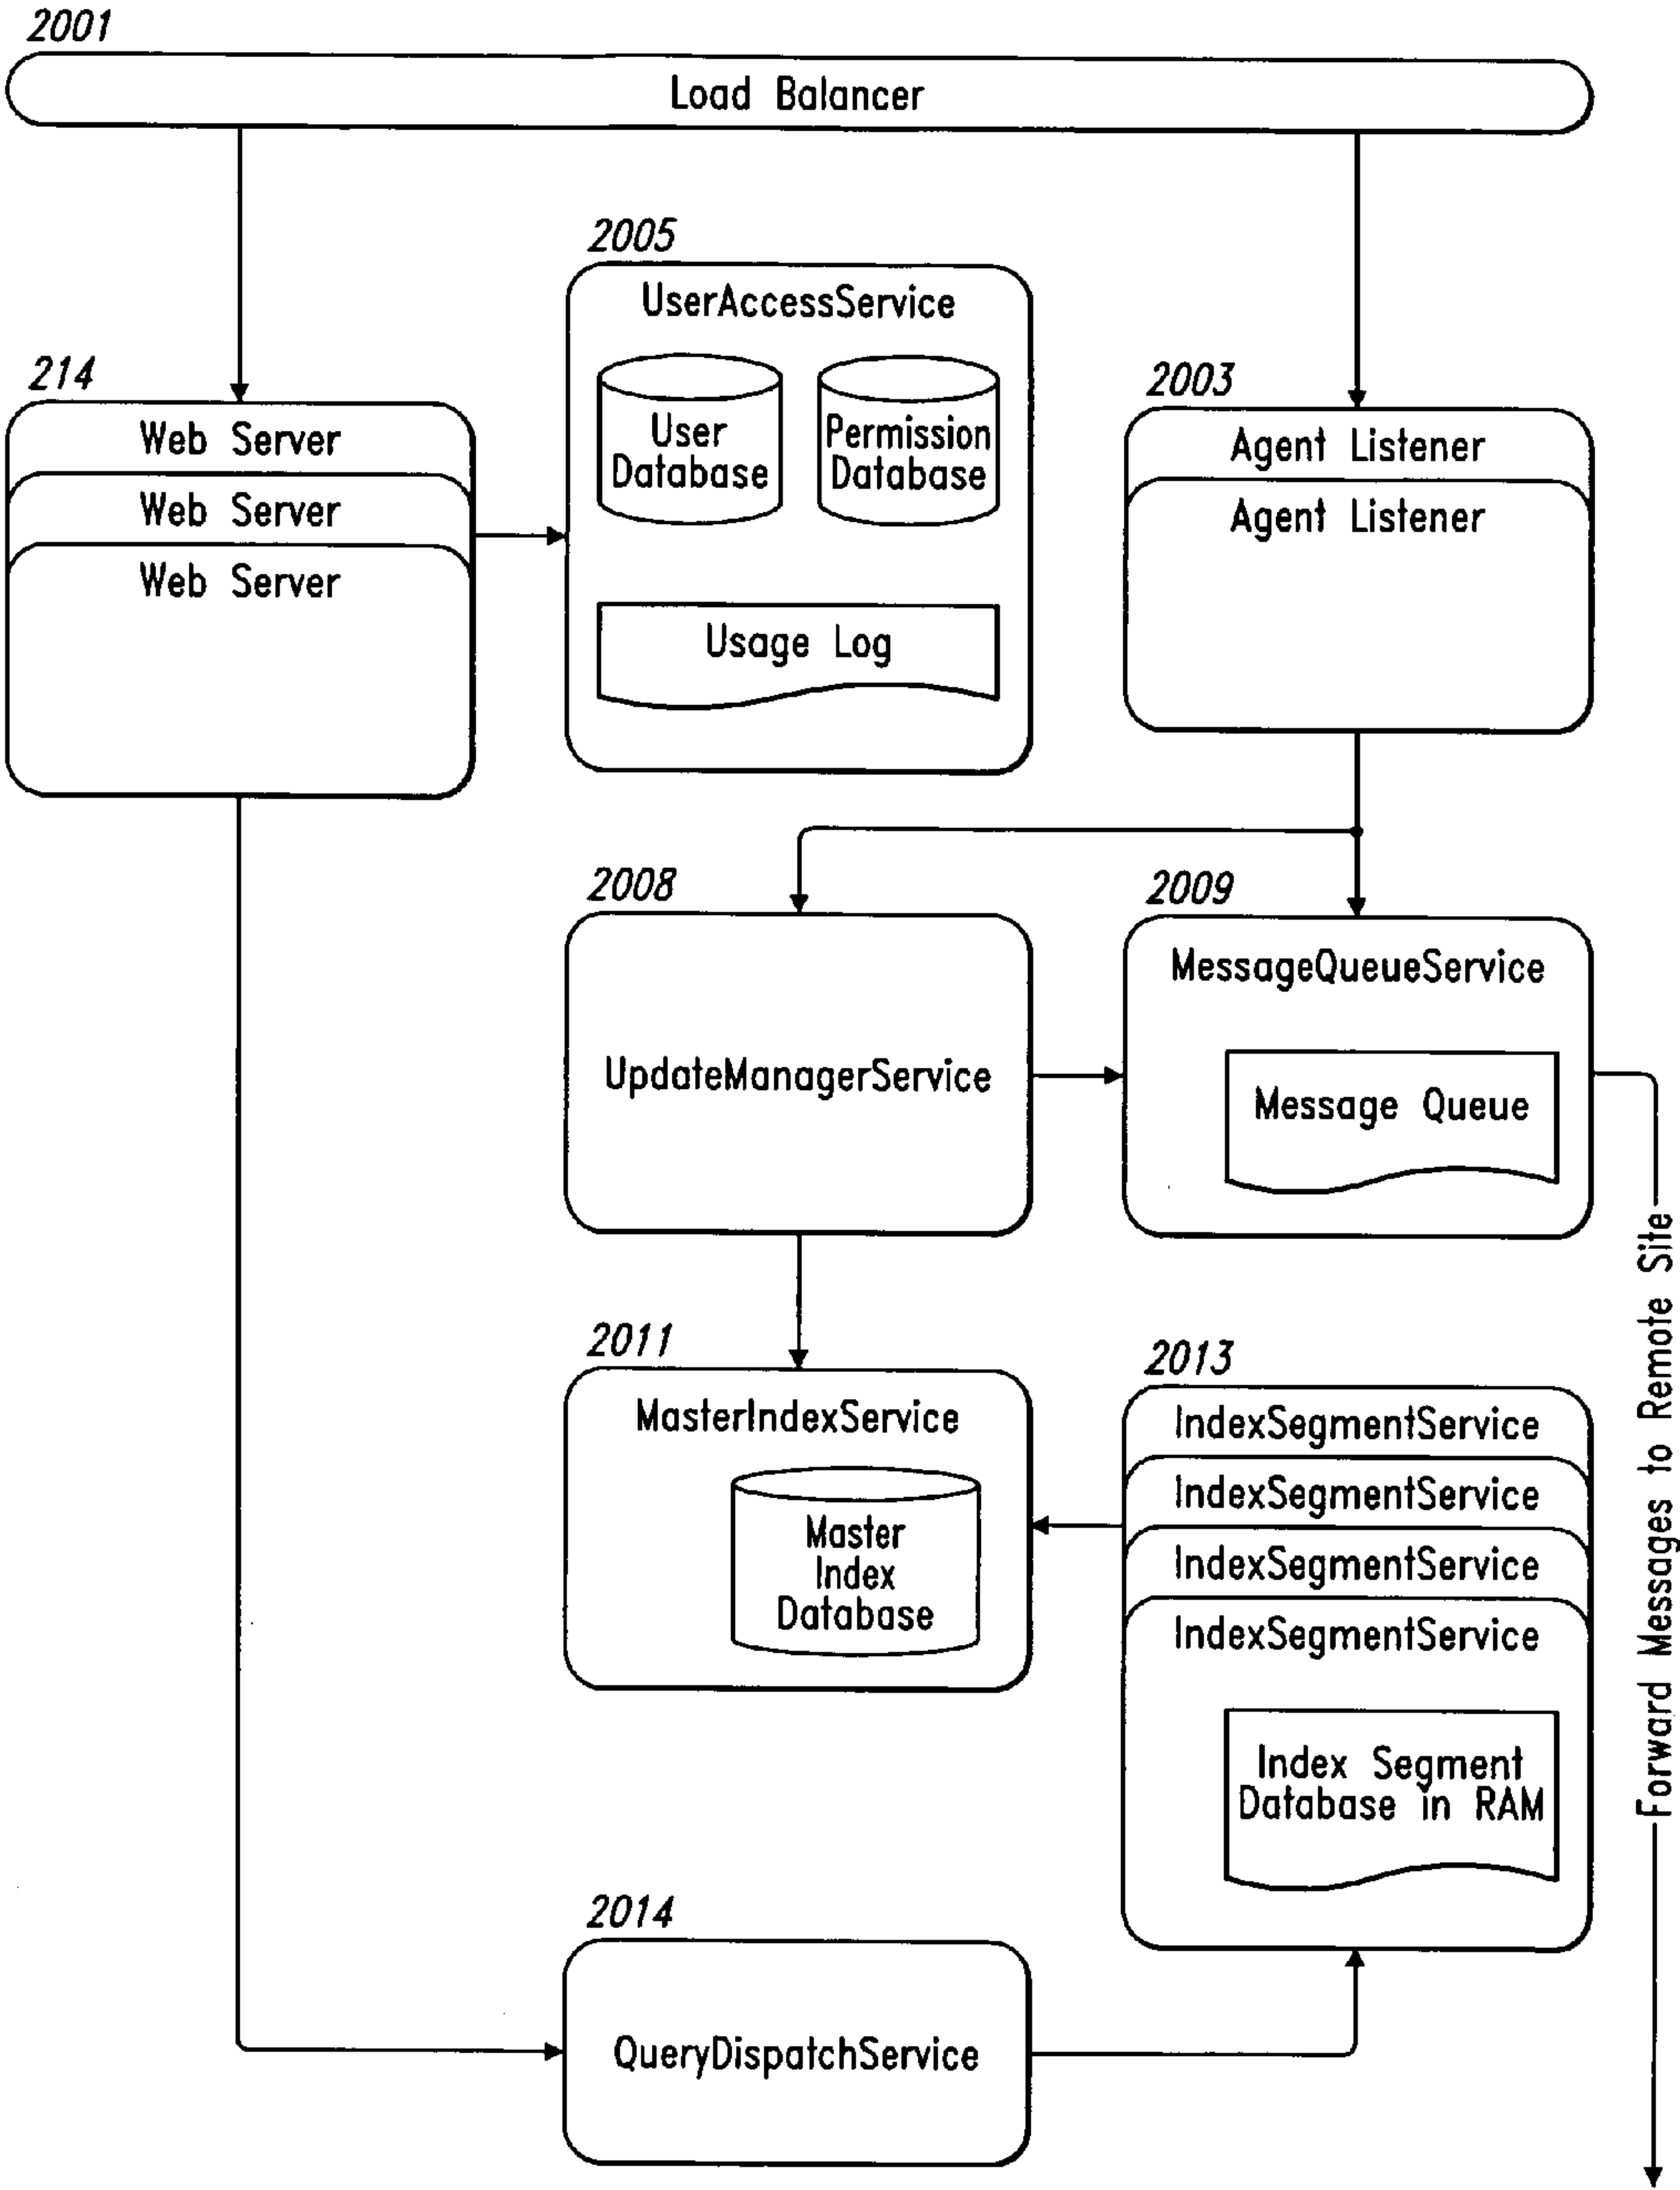 2001
Load Balancer
2005
UserAccessService
User
Database
Permission
Database
Usage Log
214
Web Server
Web Server
Web Server
2003
Agent Listener
Agent Listener
2008
UpdateManagerService
2009
MessageQueueService
Message Queue
Forward Messages to Remote Site
2011
MasterIndexService
Master
Index
Database
2013
IndexSegmentService
IndexSegmentService
IndexSegmentService
IndexSegmentService
Index Segment
Database in RAM
2014
QueryDispatchService